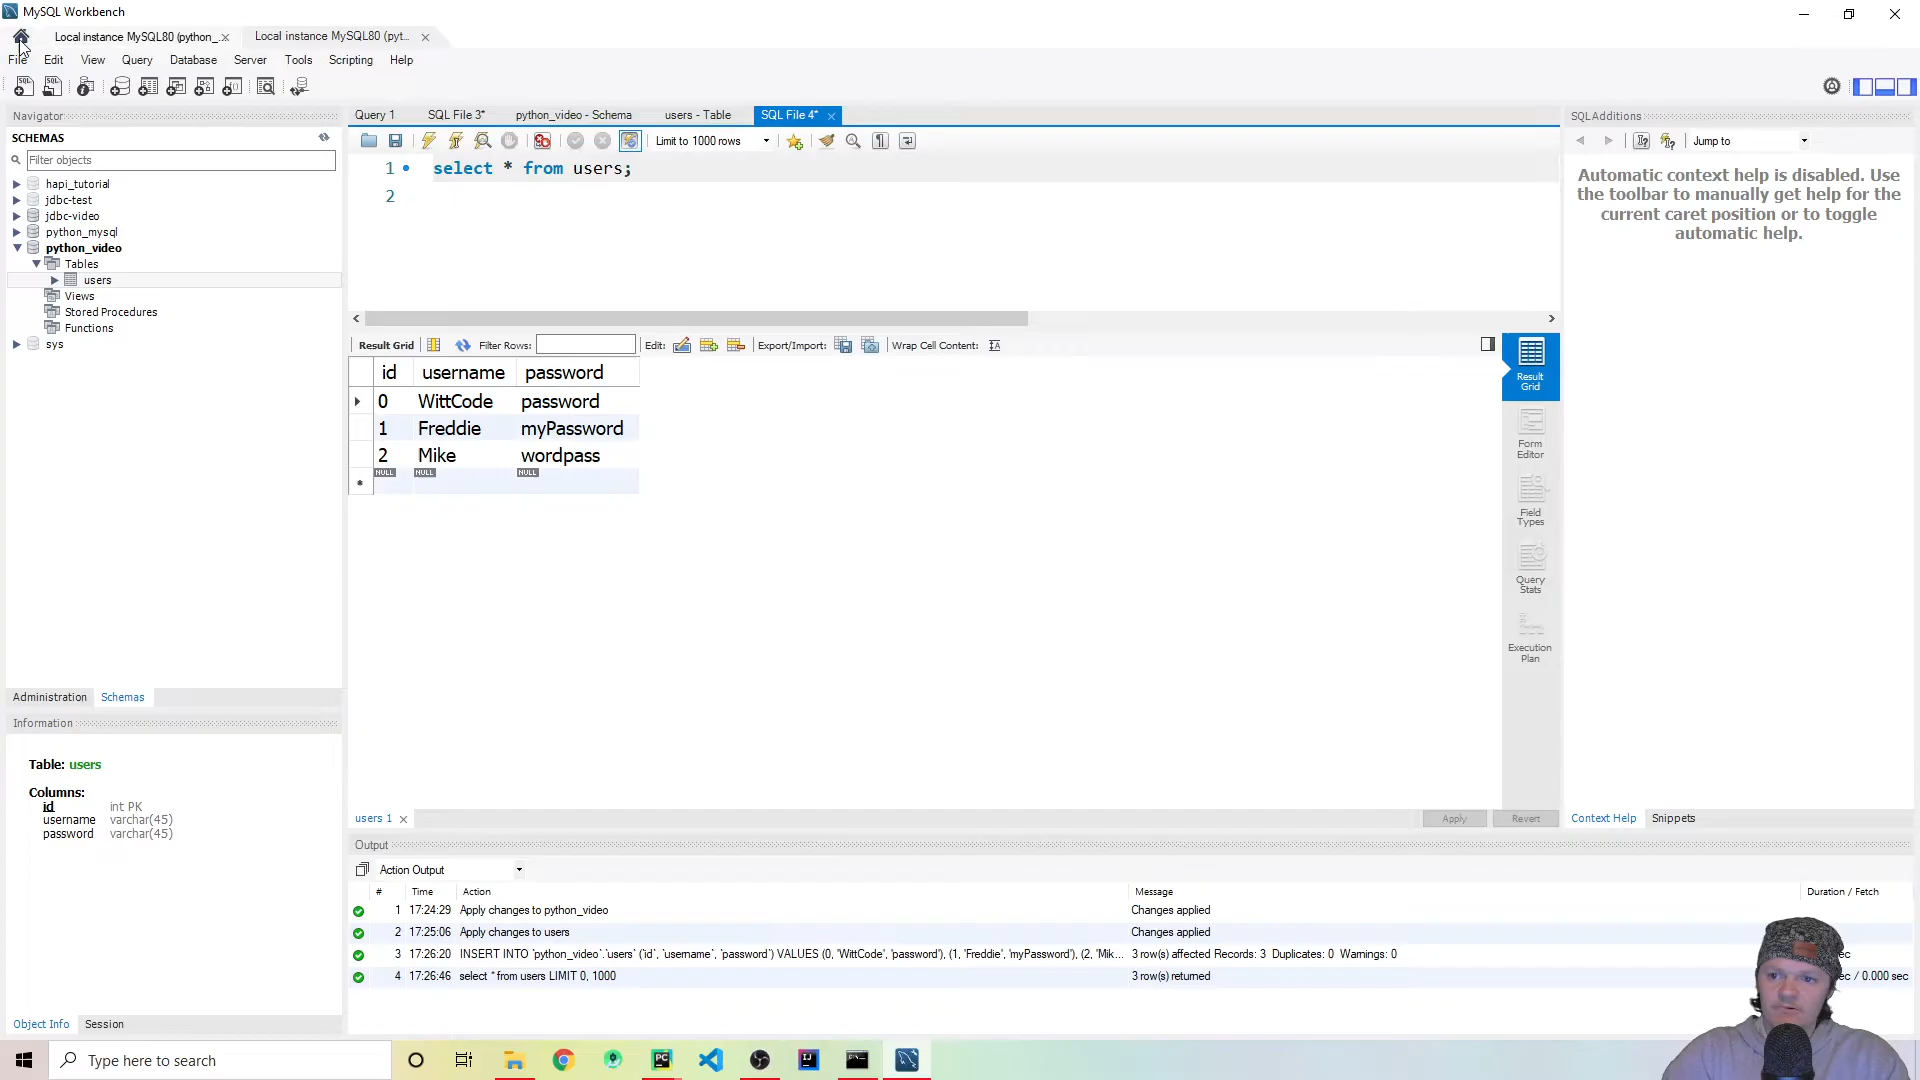 MySQL Workbench
Local instance MySQL80 (python_... x
Local instance MySQL80 (pyt... x
File Edit View Query Database Server Tools Scripting Help
Navigator
SCHEMAS
Filter objects
hapi_tutorial
jdbc-test
jdbc-video
python_mysql
python_video
Tables
users
Views
Stored Procedures
Functions
sys
Administration Schemas
Information
Table: users
Columns:
id int PK
username varchar(45)
password varchar(45)
Object Info Session
Query 1 SQL File 3* python_video - Schema users - Table SQL File 4* x
Limit to 1000 rows
1 select * from users;
2
Result Grid Filter Rows: Edit: Export/Import: Wrap Cell Content:
id username password
0 WittCode password
1 Freddie myPassword
2 Mike wordpass
NULL NULL NULL
Result Grid
Form Editor
Field Types
Query Stats
Execution Plan
users 1 x
Apply Revert
Output
Action Output
# Time Action Message Duration / Fetch
1 17:24:29 Apply changes to python_video Changes applied
2 17:25:06 Apply changes to users Changes applied
3 17:26:20 INSERT INTO `python_video`.`users` (`id`, `username`, `password`) VALUES (0, 'WittCode', 'password'), (1, 'Freddie', 'myPassword'), (2, 'Mik... 3 row(s) affected Records: 3 Duplicates: 0 Warnings: 0
4 17:26:46 select * from users LIMIT 0, 1000 3 row(s) returned / 0.000 sec
SQLAdditions
Jump to
Automatic context help is disabled. Use
the toolbar to manually get help for the
current caret position or to toggle
automatic help.
Context Help Snippets
Type here to search